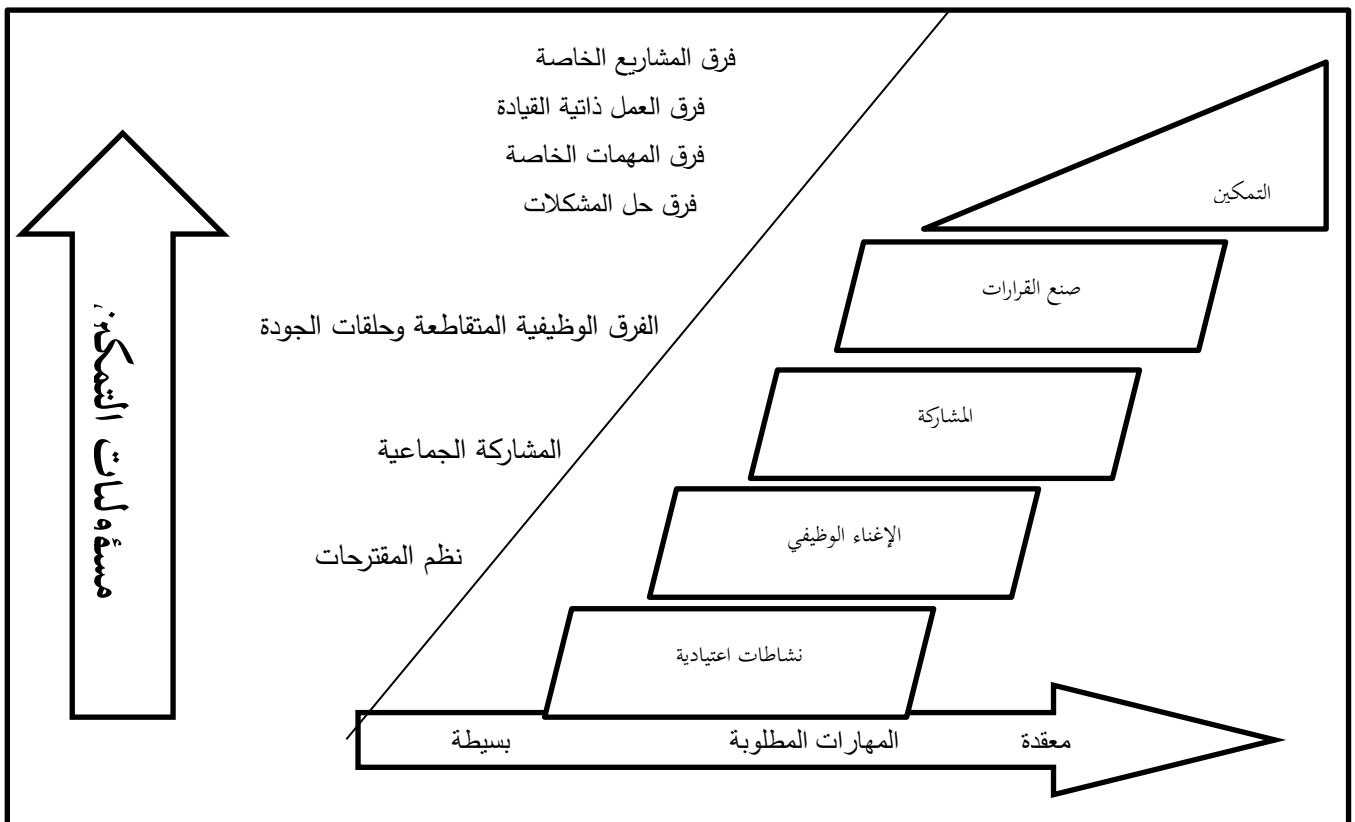 فرق المشاريع الخاصة
فرق العمل ذاتية القيادة
فرق المهمات الخاصة
فرق حل المشكلات
التمكين
صنع القرارات
الفرق الوظيفية المتقاطعة وحلقات الجودة
المشاركة
المشاركة الجماعية
الإغناء الوظيفي
نظم المقترحات
نشاطات اعتيادية
مسئوليات التمكين
بسيطة
المهارات المطلوبة
معقدة